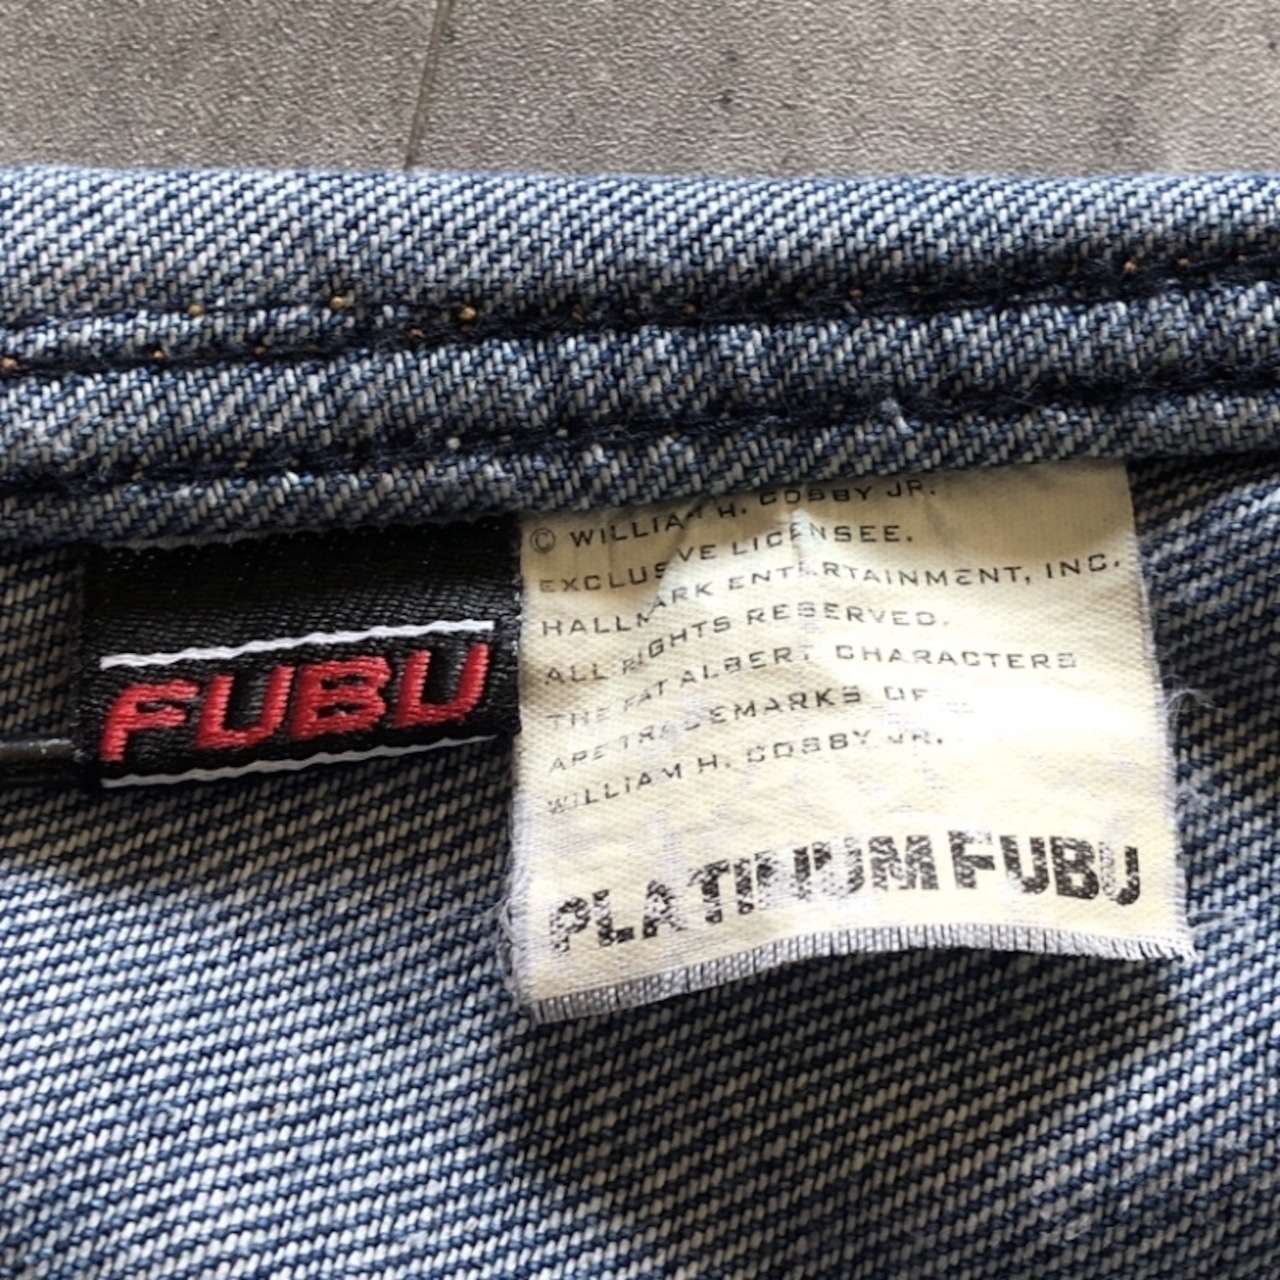 FUBU
© WILLIAM H. COSBY JR.
EXCLUSIVE LICENSEE.
HALLMARK ENTERTAINMENT, INC.
ALL RIGHTS RESERVED.
THE FAT ALBERT CHARACTERS
ARE TRADEMARKS OF
WILLIAM H. COSBY JR.
PLATINUM FUBU